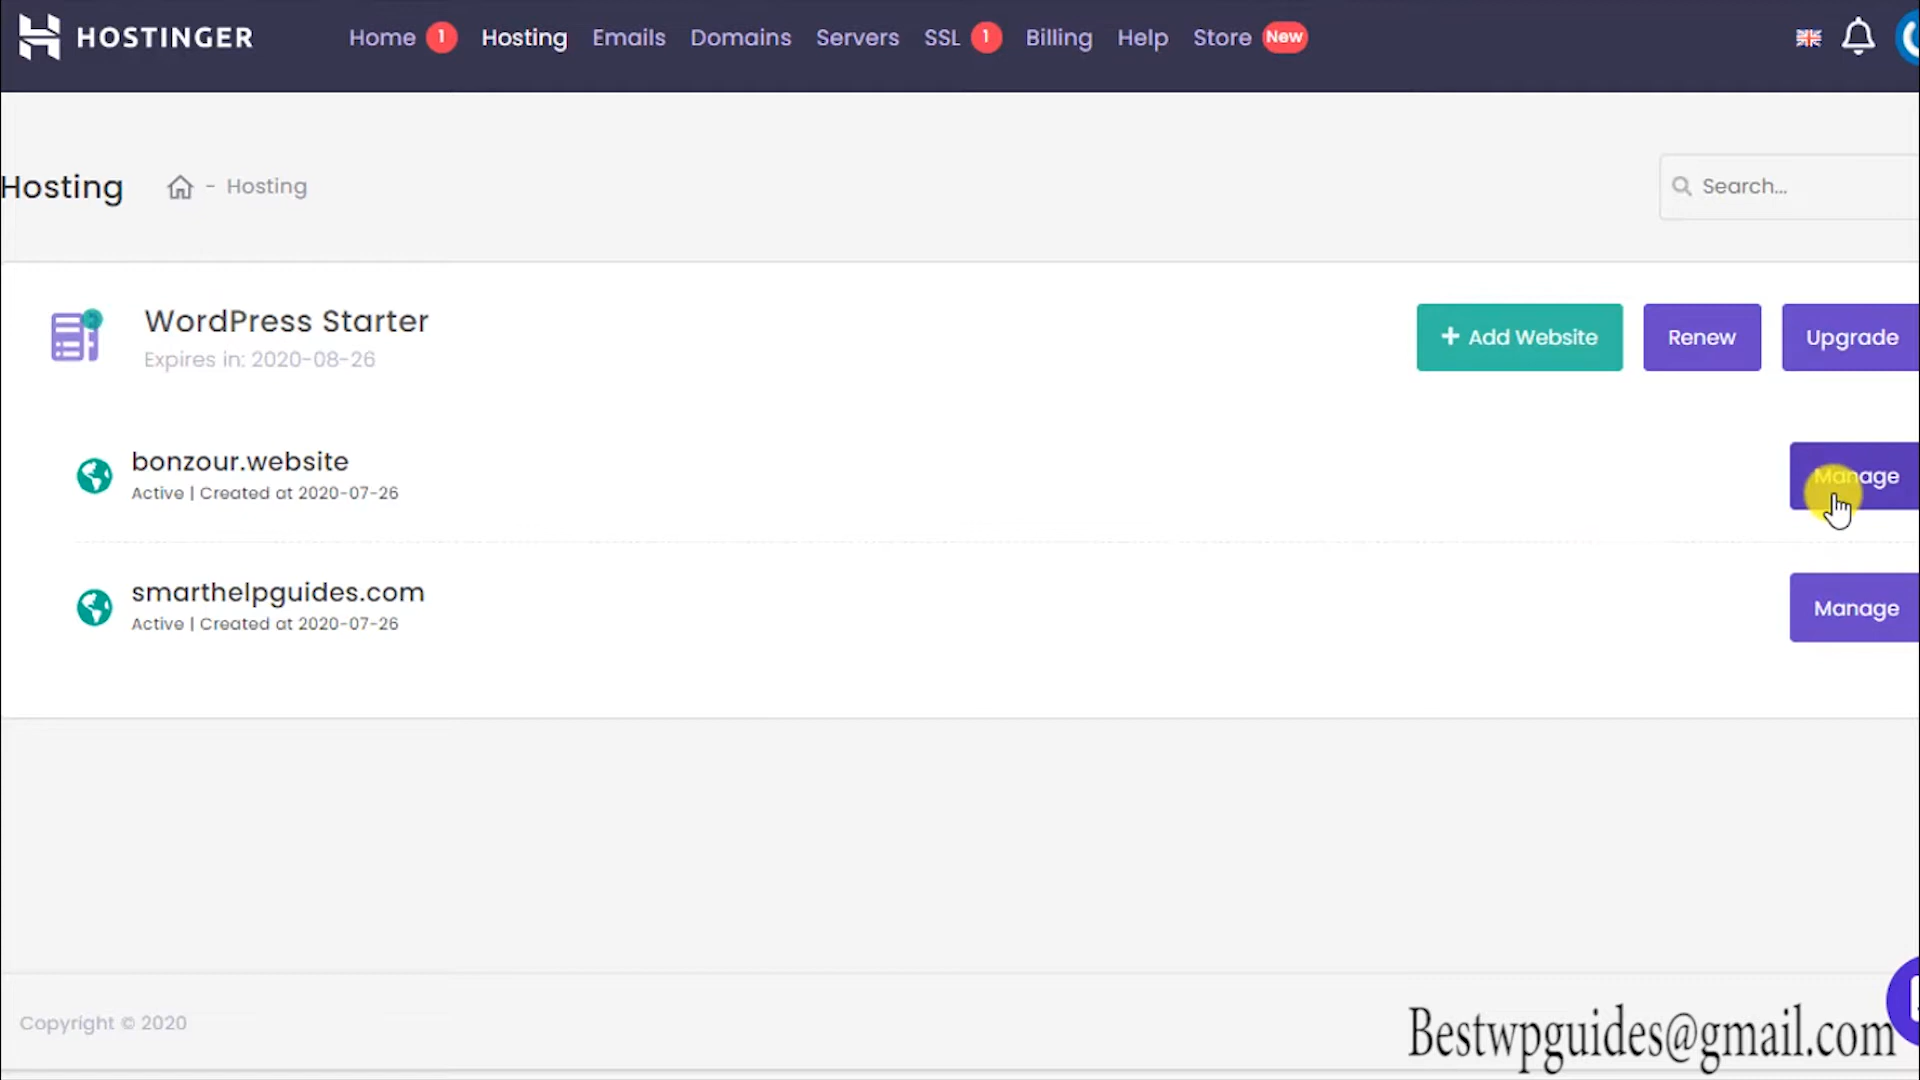 HOSTINGER Home 1 Hosting Emails Domains Servers SSL 1 Billing Help Store New
Hosting - Hosting Search...
WordPress Starter
Expires in: 2020-08-26
+ Add Website Renew Upgrade
bonzour.website
Active | Created at 2020-07-26
Manage
smarthelpguides.com
Active | Created at 2020-07-26
Manage
Copyright © 2020
Bestwpguides@gmail.com